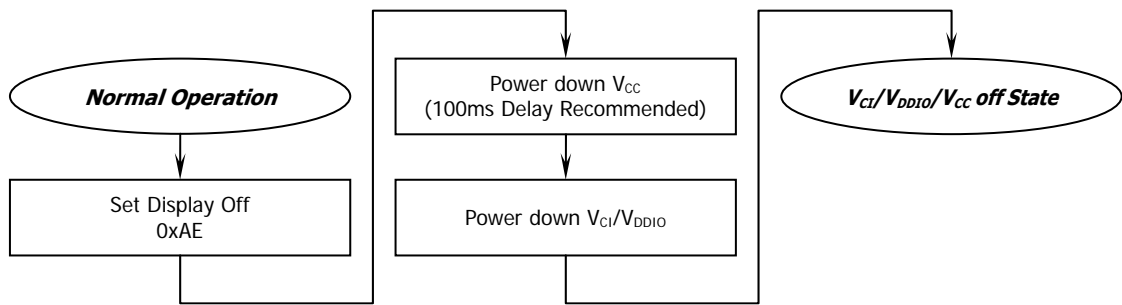 Normal Operation
Set Display Off
0xAE
Power down VCC
(100ms Delay Recommended)
Power down VCI/VDDIO
VCI/VDDIO/VCC off State